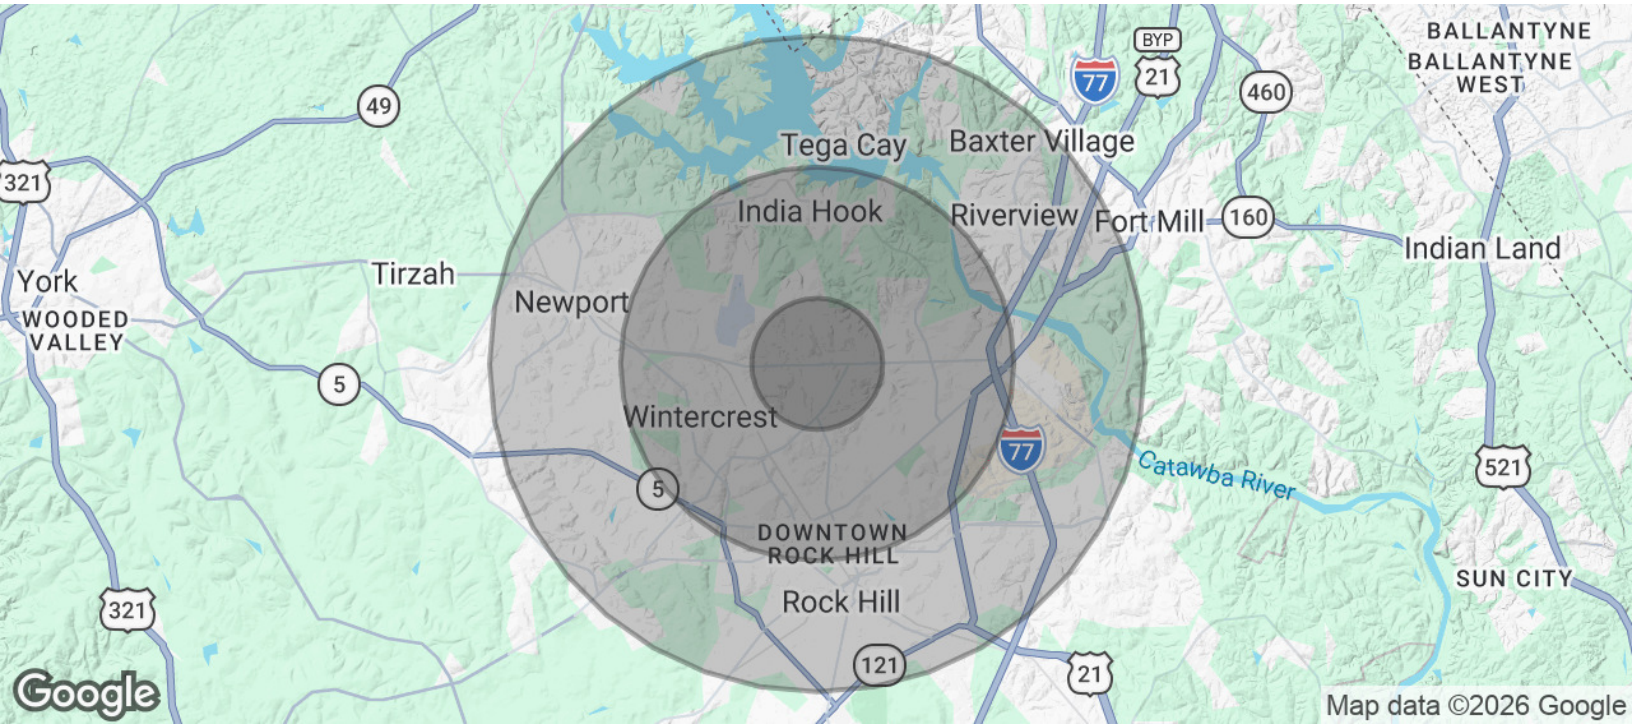 BALLANTYNE
BALLANTYNE
WEST
BYP
77
21
460
49
Tega Cay
Baxter Village
321
India Hook
Riverview
Fort Mill
160
Indian Land
York
Tirzah
Newport
WOODED
VALLEY
5
Wintercrest
77
Catawba River
521
5
DOWNTOWN
ROCK HILL
SUN CITY
Rock Hill
321
121
21
Google
Map data ©2026 Google